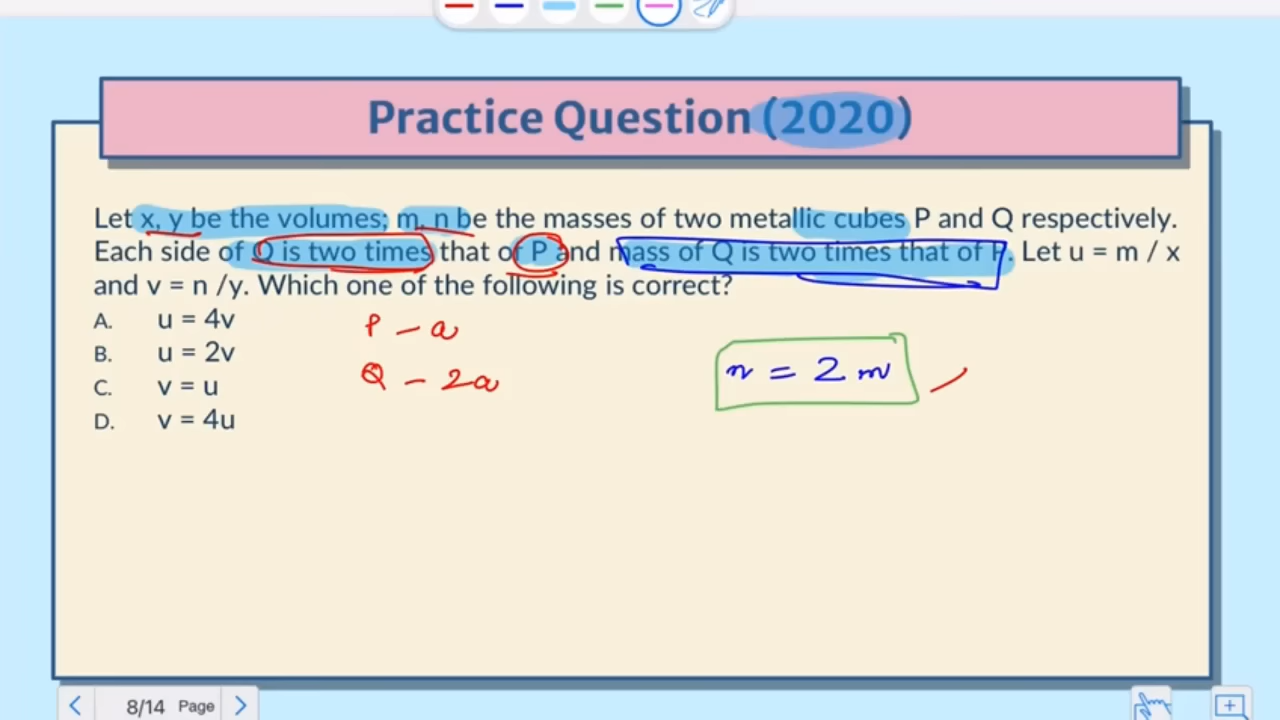 Practice Question (2020)
Let x, y be the volumes; m, n be the masses of two metallic cubes P and Q respectively.
Each side of Q is two times that of P and mass of Q is two times that of P. Let u = m / x
and v = n /y. Which one of the following is correct?
A. u = 4v
B. u = 2v
C. v = u
D. v = 4u
P - a
Q - 2a
n = 2 m
8/14 Page